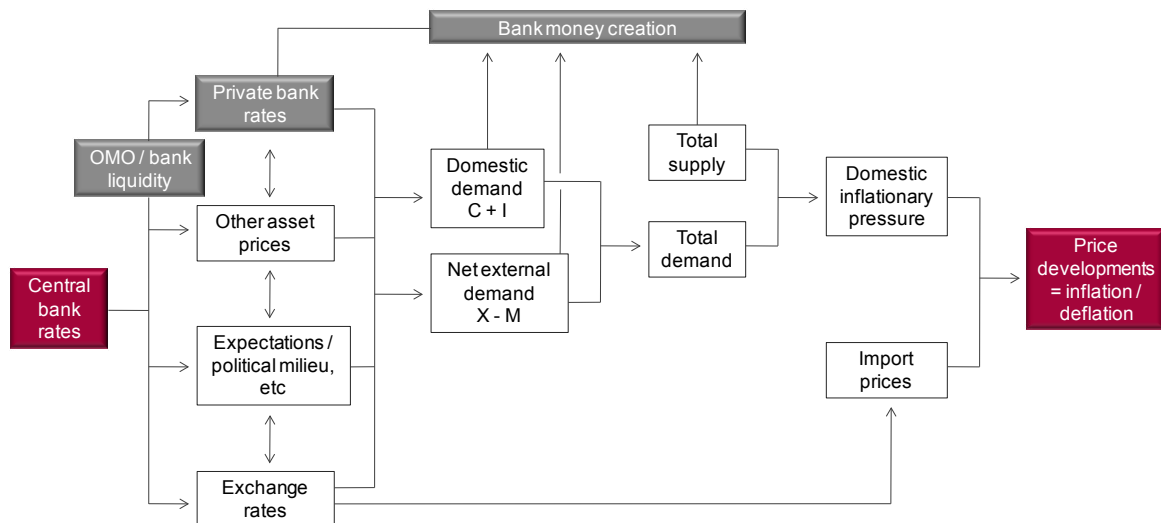 Bank money creation
Private bank
rates
OMO / bank
liquidity
Other asset
prices
Central
bank
rates
Expectations /
political milieu,
etc
Exchange
rates
Domestic
demand
C + I
Net external
demand
X - M
Total
supply
Total
demand
Domestic
inflationary
pressure
Import
prices
Price
developments
= inflation /
deflation